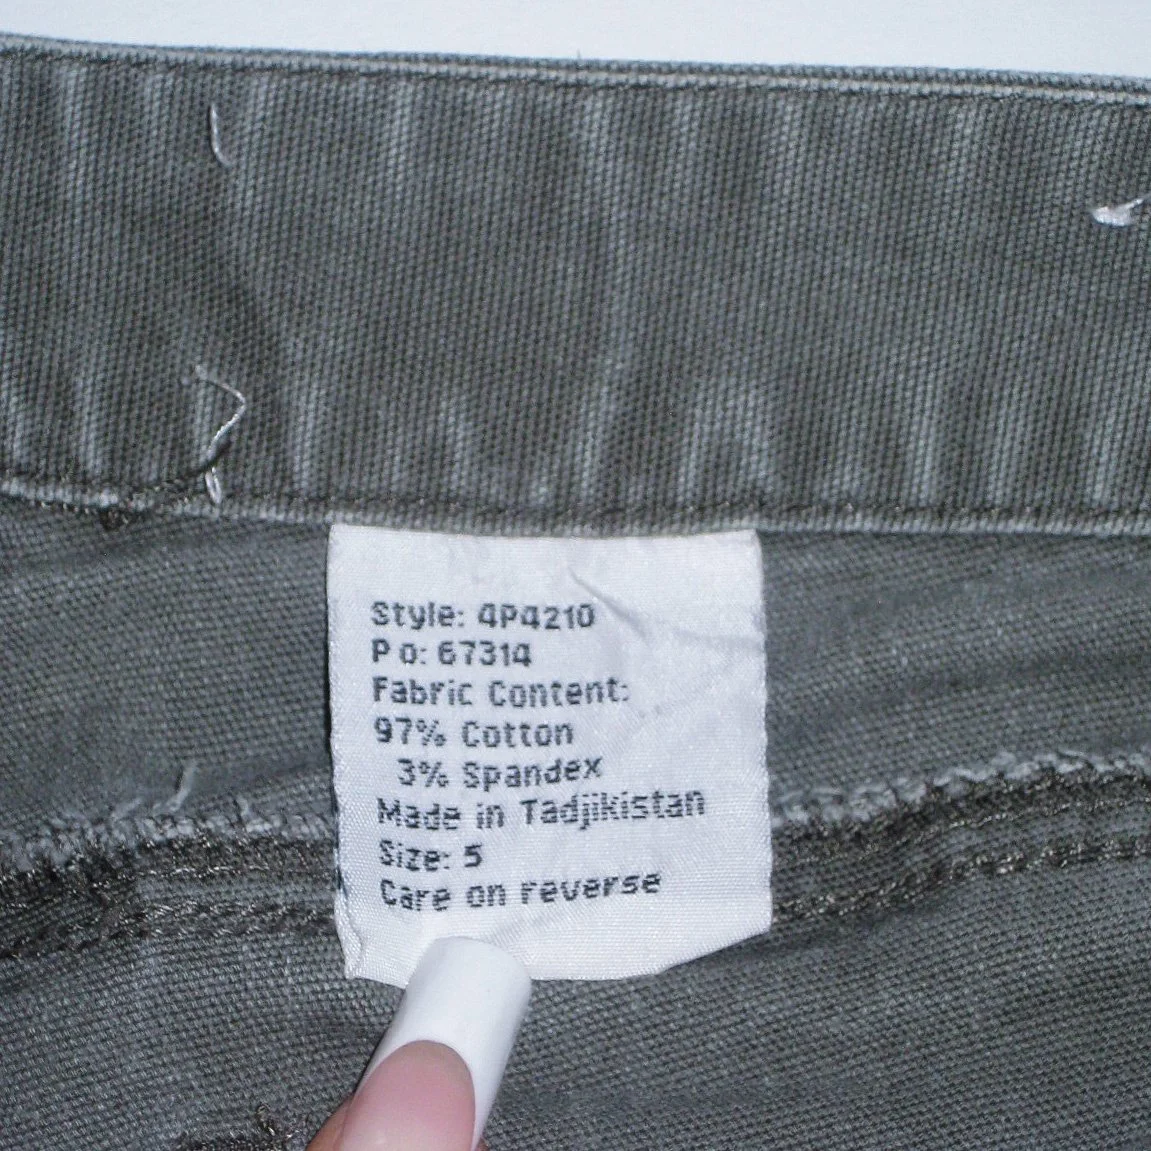 Style: 4P4210
P o: 67314
Fabric Content:
97% Cotton
3% Spandex
Made in Tadjikistan
Size: 5
Care on reverse